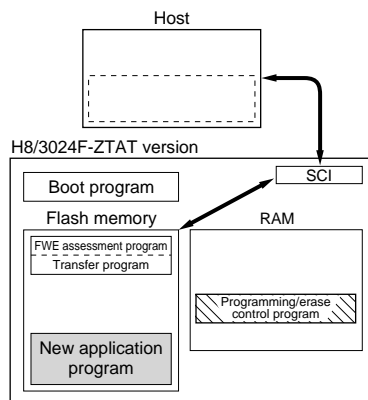 Host
H8/3024F-ZTAT version
SCI
Boot program
Flash memory
RAM
FWE assessment program
Transfer program
Programming/erase
control program
New application
program